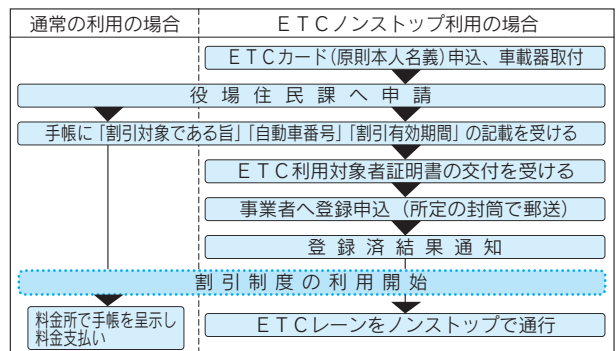 通常の利用の場合
ETCノンストップ利用の場合
ETCカード(原則本人名義)申込、車載器取付
役場住民課へ申請
手帳に「割引対象である旨」「自動車番号」「割引有効期間」の記載を受ける
ETC利用対象者証明書の交付を受ける
事業者へ登録申込（所定の封筒で郵送）
登録済結果通知
割引制度の利用開始
料金所で手帳を呈示し
料金支払い
ETCレーンをノンストップで通行